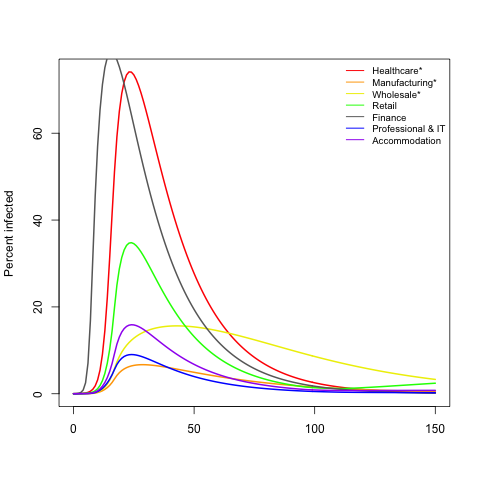 Healthcare*
Manufacturing*
Wholesale*
Retail
Finance
Professional & IT
Accommodation
Percent infected
60
40
20
0
0 50 100 150